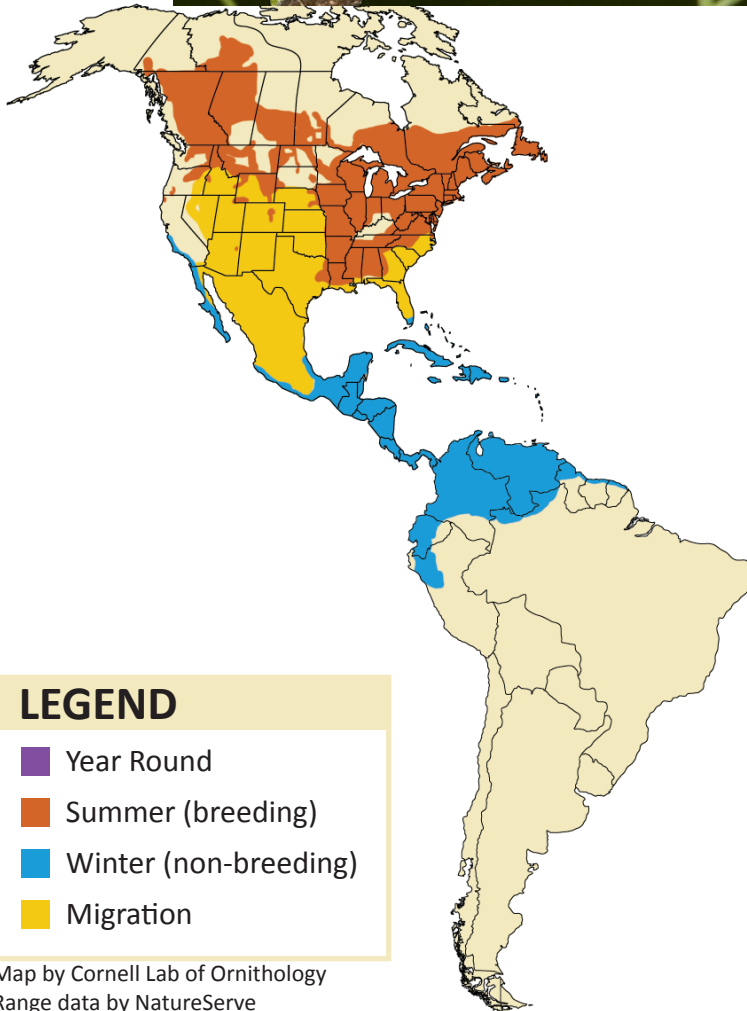 LEGEND
Year Round
Summer (breeding)
Winter (non-breeding)
Migration
Map by Cornell Lab of Ornithology
Range data by NatureServe